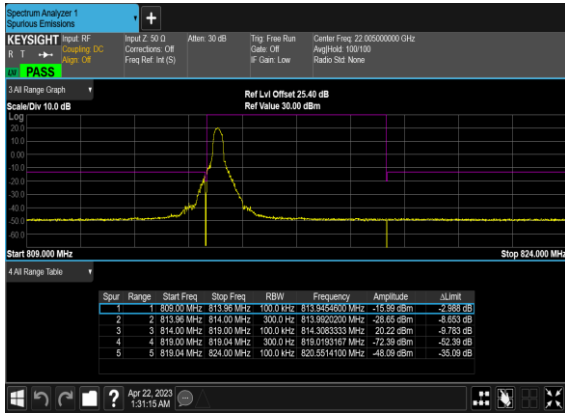 Spectrum Analyzer 1
Spurious Emissions
+
KEYSIGHT Input: RF Input Z: 50 Ω Atten: 30 dB Trig: Free Run Center Freq: 22.005000000 GHz
R T Coupling: DC Corrections: Off Gate: Off Avg|Hold: 100/100
Align: Off Freq Ref: Int (S) IF Gain: Low Radio Std: None
PASS
3 All Range Graph Ref Lvl Offset 25.40 dB
Scale/Div 10.0 dB Ref Value 30.00 dBm
Log
20.0
10.0
0.00
-10.0
-20.0
-30.0
-40.0
-50.0
-60.0
Start 809.000 MHz Stop 824.000 MHz
4 All Range Table
Spur Range Start Freq Stop Freq RBW Frequency Amplitude ΔLimit
1 1 809.00 MHz 813.96 MHz 100.0 kHz 813.9454600 MHz -15.99 dBm -2.988 dB
2 2 813.96 MHz 814.00 MHz 300.0 Hz 813.9920200 MHz -28.65 dBm -8.653 dB
3 3 814.00 MHz 819.00 MHz 100.0 kHz 814.3083333 MHz 20.22 dBm -9.783 dB
4 4 819.00 MHz 819.04 MHz 300.0 Hz 819.0193167 MHz -72.39 dBm -52.39 dB
5 5 819.04 MHz 824.00 MHz 100.0 kHz 820.5514100 MHz -48.09 dBm -35.09 dB
? Apr 22, 2023
1:31:15 AM